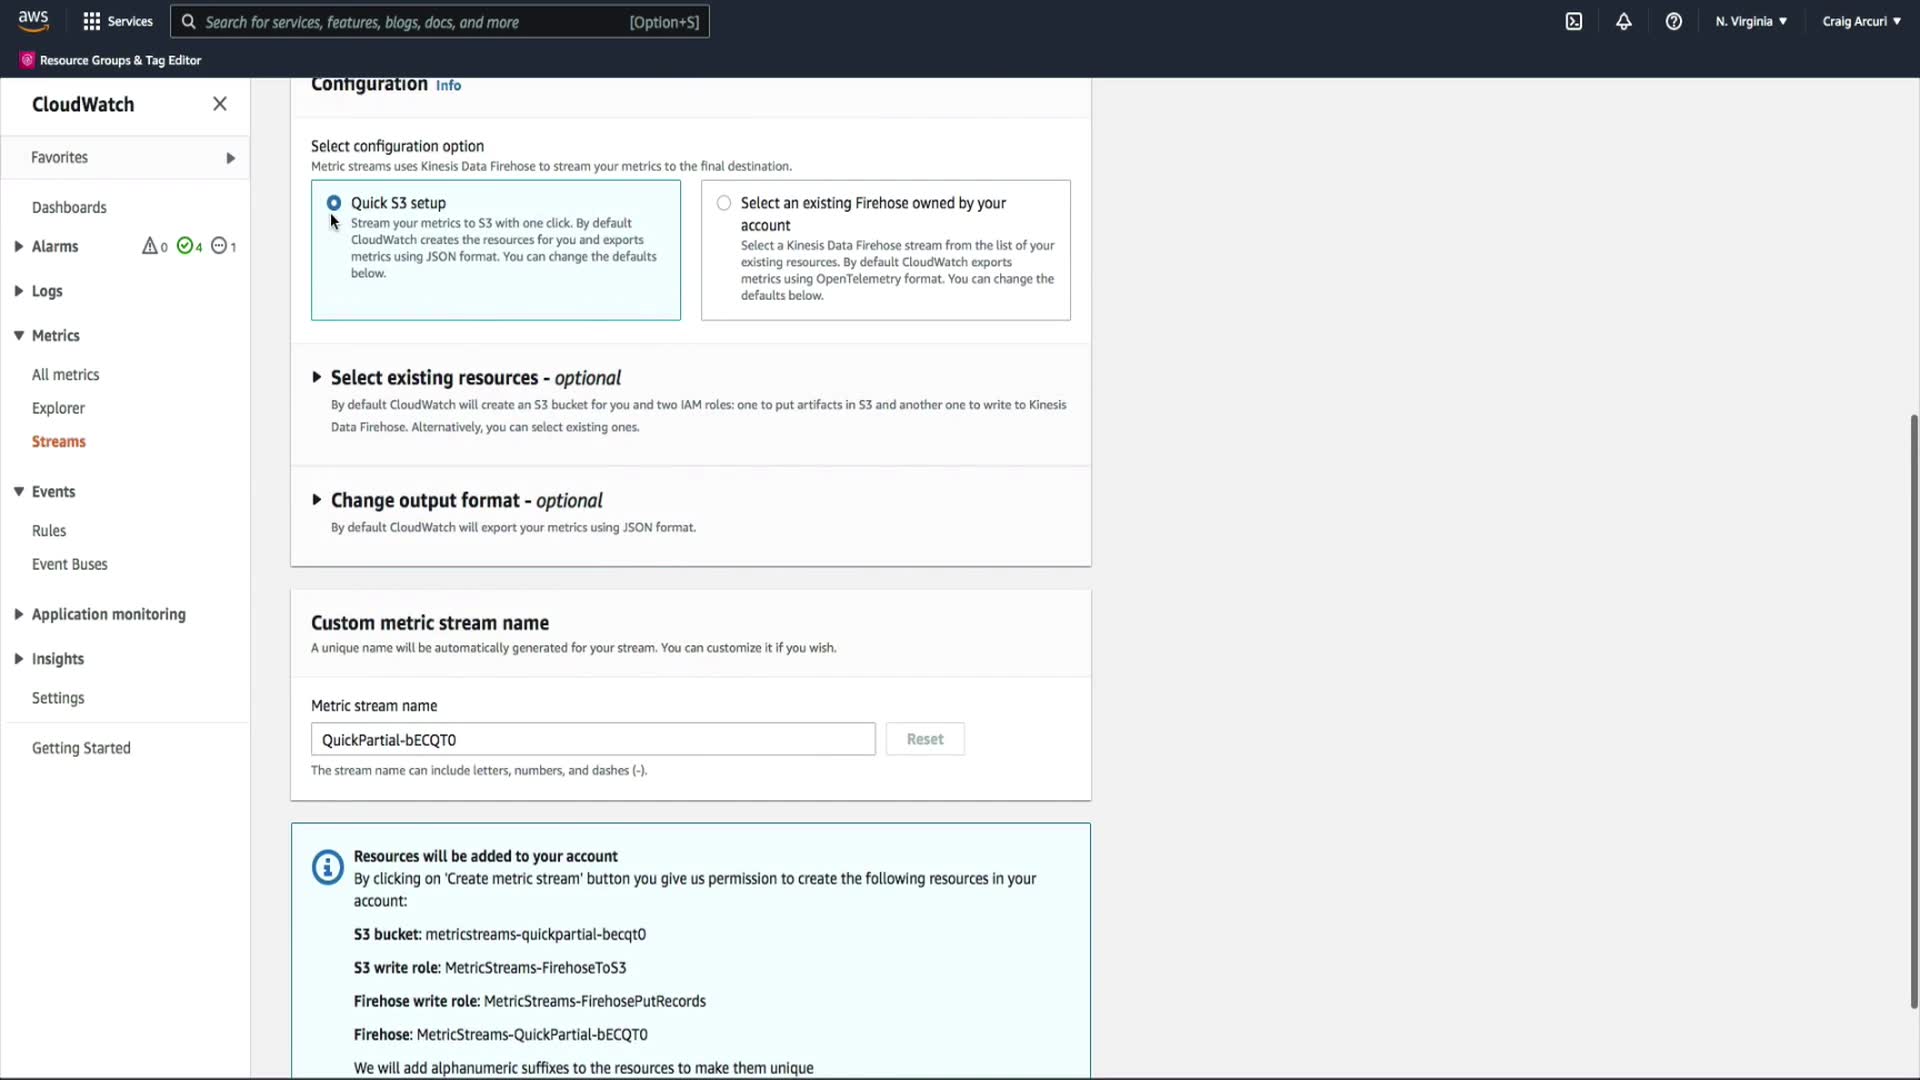 aws
Services
Search for services, features, blogs, docs, and more
[Option+S]
N. Virginia
Craig Arcuri
Resource Groups & Tag Editor
CloudWatch
Favorites
Dashboards
Alarms
0
4
1
Logs
Metrics
All metrics
Explorer
Streams
Events
Rules
Event Buses
Application monitoring
Insights
Settings
Getting Started
Configuration Info
Select configuration option
Metric streams uses Kinesis Data Firehose to stream your metrics to the final destination.
Quick S3 setup
Stream your metrics to S3 with one click. By default
CloudWatch creates the resources for you and exports
metrics using JSON format. You can change the defaults
below.
Select an existing Firehose owned by your
account
Select a Kinesis Data Firehose stream from the list of your
existing resources. By default CloudWatch exports
metrics using OpenTelemetry format. You can change the
defaults below.
Select existing resources - optional
By default CloudWatch will create an S3 bucket for you and two IAM roles: one to put artifacts in S3 and another one to write to Kinesis
Data Firehose. Alternatively, you can select existing ones.
Change output format - optional
By default CloudWatch will export your metrics using JSON format.
Custom metric stream name
A unique name will be automatically generated for your stream. You can customize it if you wish.
Metric stream name
QuickPartial-bECQT0
Reset
The stream name can include letters, numbers, and dashes (-).
Resources will be added to your account
By clicking on 'Create metric stream' button you give us permission to create the following resources in your
account:
S3 bucket: metricstreams-quickpartial-becqt0
S3 write role: MetricStreams-FirehoseToS3
Firehose write role: MetricStreams-FirehosePutRecords
Firehose: MetricStreams-QuickPartial-bECQT0
We will add alphanumeric suffixes to the resources to make them unique